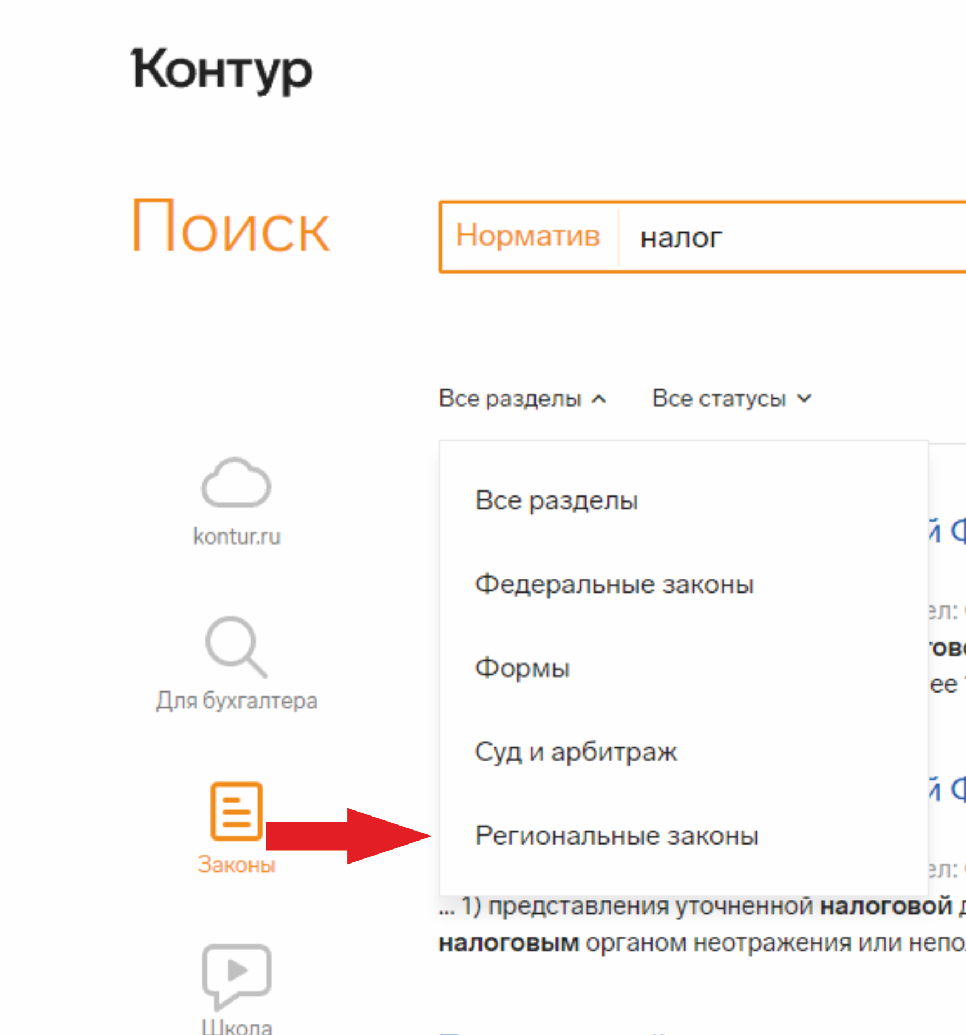 Контур
Поиск
Норматив налог
Все разделы Все статусы
kontur.ru
Для бухгалтера
Законы
Школа
Все разделы
Федеральные законы
Формы
Суд и арбитраж
Региональные законы
... 1) представления уточненной налоговой
налоговым органом неотражения или